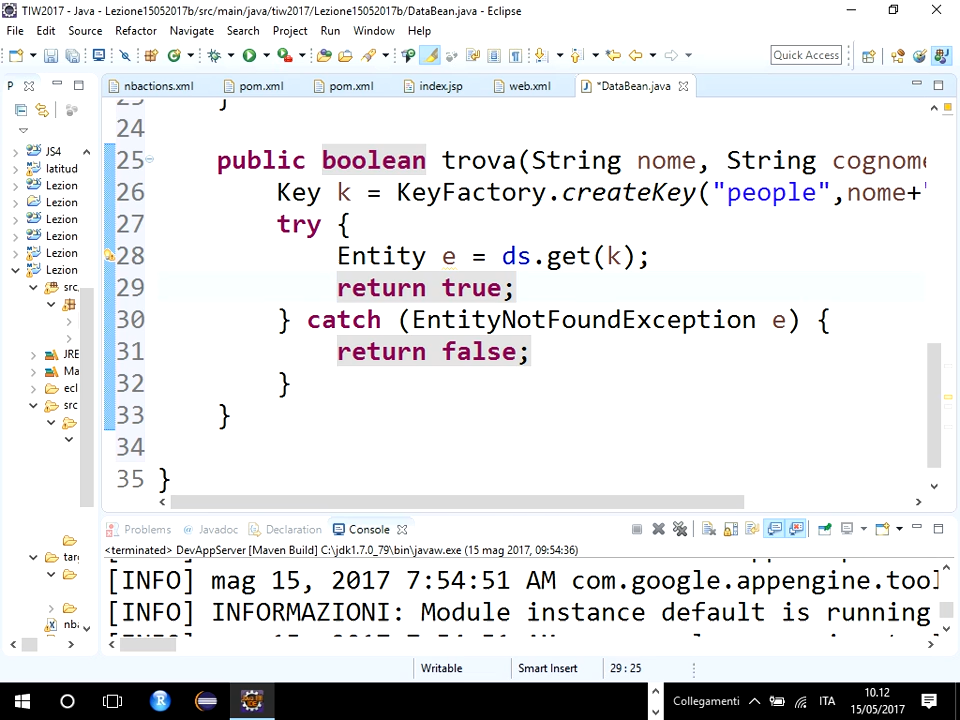 TIW2017 - Java - Lezione15052017b/src/main/java/tiw2017/Lezione15052017b/DataBean.java - Eclipse
File Edit Source Refactor Navigate Search Project Run Window Help
Quick Access
P
nbactions.xml pom.xml pom.xml index.jsp web.xml *DataBean.java
JS4
latitud
Lezion
Lezion
Lezion
Lezion
Lezion
Lezion
src,
JRE
Ma
ecl
src
tar
nba
24
25 public boolean trova(String nome, String cognome
26 Key k = KeyFactory.createKey("people",nome+"
27 try {
28 Entity e = ds.get(k);
29 return true;
30 } catch (EntityNotFoundException e) {
31 return false;
32 }
33 }
34
35 }
Problems Javadoc Declaration Console
<terminated> DevAppServer [Maven Build] C:\jdk1.7.0_79\bin\javaw.exe (15 mag 2017, 09:54:36)
[INFO] mag 15, 2017 7:54:51 AM com.google.appengine.tool
[INFO] INFORMAZIONI: Module instance default is running
Writable Smart Insert 29 : 25
Collegamenti ITA 10.12
15/05/2017